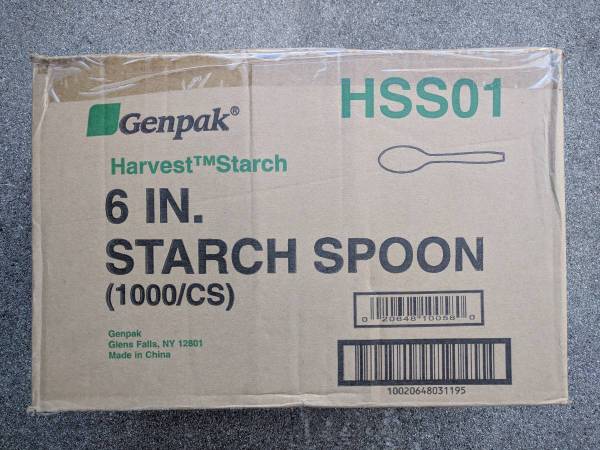 Genpak®
HSS01
Harvest™Starch
6 IN.
STARCH SPOON
(1000/CS)
0 20648 10058 0
Genpak
Glens Falls, NY 12801
Made in China
10020648031195